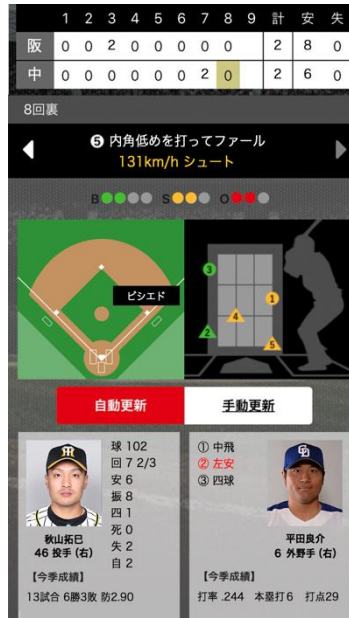 1 2 3 4 5 6 7 8 9 計 安 失
阪 0 0 2 0 0 0 0 0 2 8 0
中 0 0 0 0 0 0 2 0 2 6 0
8回裏
❺ 内角低めを打ってファール
131km/h シュート
B S O
ピシエド
3
1
4
2
5
自動更新 手動更新
球 102
回 7 2/3
安 6
振 8
四 1
死 0
失 2
自 2
秋山拓巳
46 投手 (右)
【今季成績】
13試合 6勝3敗 防2.90
① 中飛
② 左安
③ 四球
平田良介
6 外野手 (右)
【今季成績】
打率 .244 本塁打 6 打点29